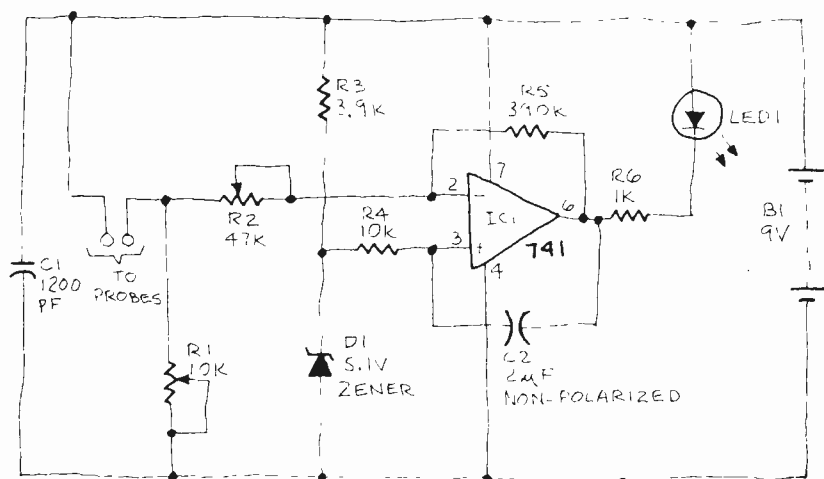 R3
3.9K
R5
390K
LED1
7
2
-
R6
1K
R2
47K
R4
10K
IC1
6
741
3
+
4
B1
9V
C1
1200
PF
TO
PROBES
R1
10K
D1
5.1V
ZENER
C2
2µF
NON-POLARIZED